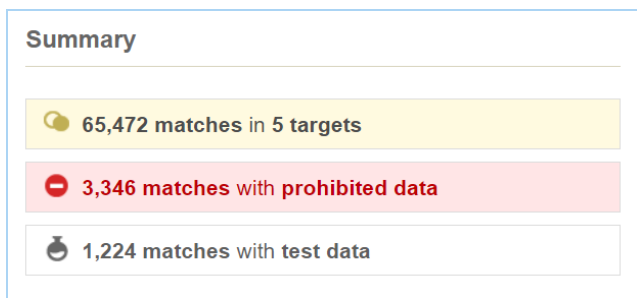 Summary
65,472 matches in 5 targets
3,346 matches with prohibited data
1,224 matches with test data